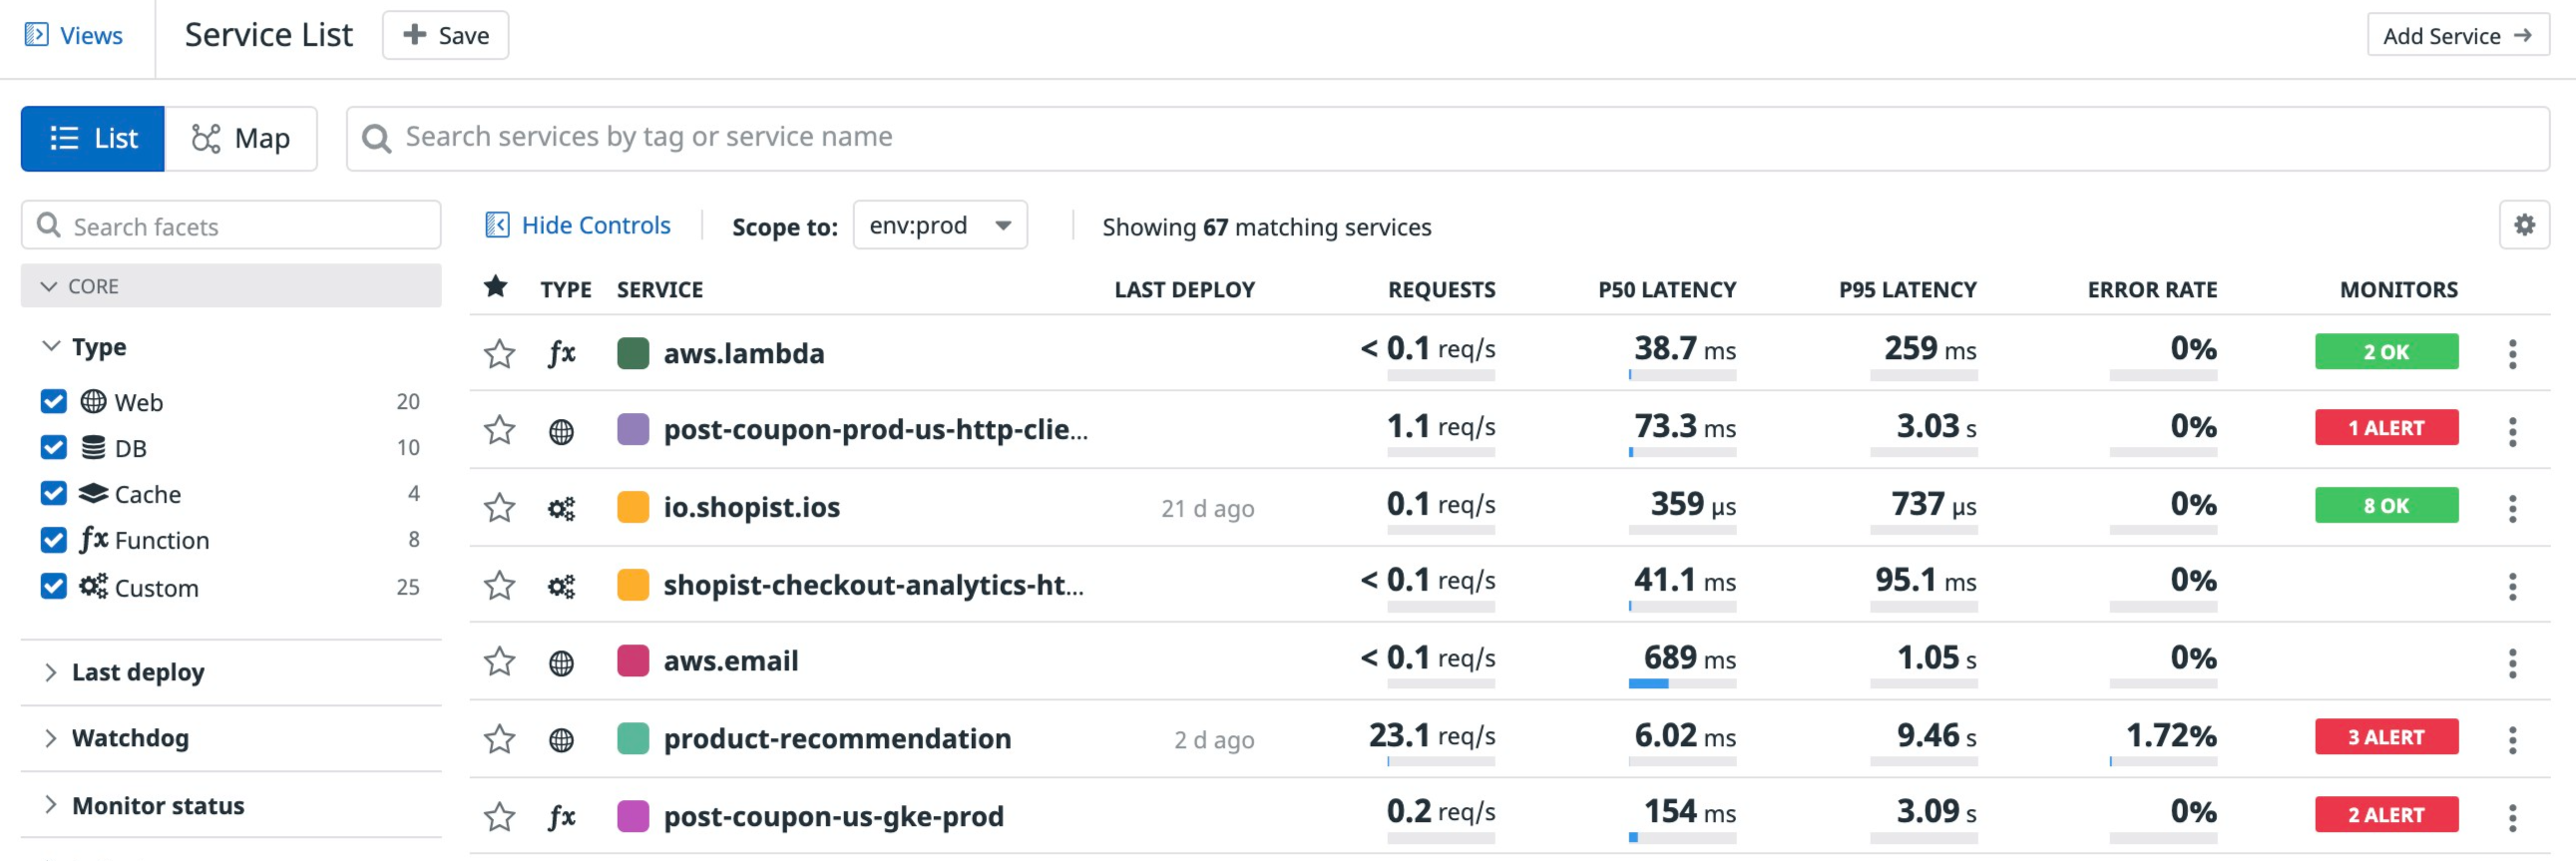 Views
Service List
Save
Add Service
List
Map
Search services by tag or service name
Search facets
Hide Controls
Scope to: env:prod
Showing 67 matching services
CORE
Type
Web 20
DB 10
Cache 4
Function 8
Custom 25
Last deploy
Watchdog
Monitor status
TYPE SERVICE LAST DEPLOY REQUESTS P50 LATENCY P95 LATENCY ERROR RATE MONITORS
fx aws.lambda < 0.1 req/s 38.7 ms 259 ms 0% 2 OK
post-coupon-prod-us-http-clie... 1.1 req/s 73.3 ms 3.03 s 0% 1 ALERT
io.shopist.ios 21 d ago 0.1 req/s 359 µs 737 µs 0% 8 OK
shopist-checkout-analytics-ht... < 0.1 req/s 41.1 ms 95.1 ms 0%
aws.email < 0.1 req/s 689 ms 1.05 s 0%
product-recommendation 2 d ago 23.1 req/s 6.02 ms 9.46 s 1.72% 3 ALERT
fx post-coupon-us-gke-prod 0.2 req/s 154 ms 3.09 s 0% 2 ALERT